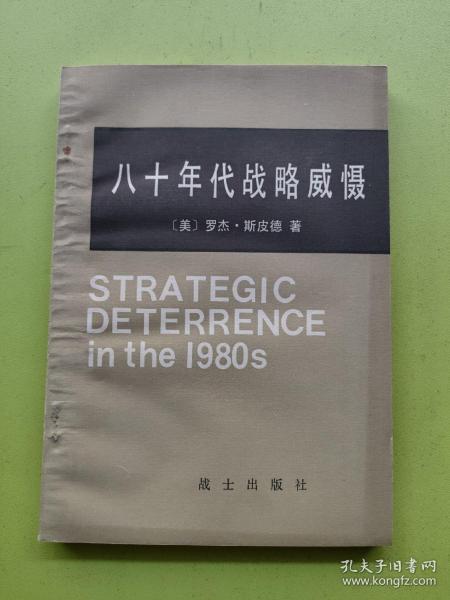 八十年代战略威慑
〔美〕罗杰·斯皮德 著
STRATEGIC
DETERRENCE
in the 1980s
战士出版社
孔夫子旧书网
www.kongfz.com